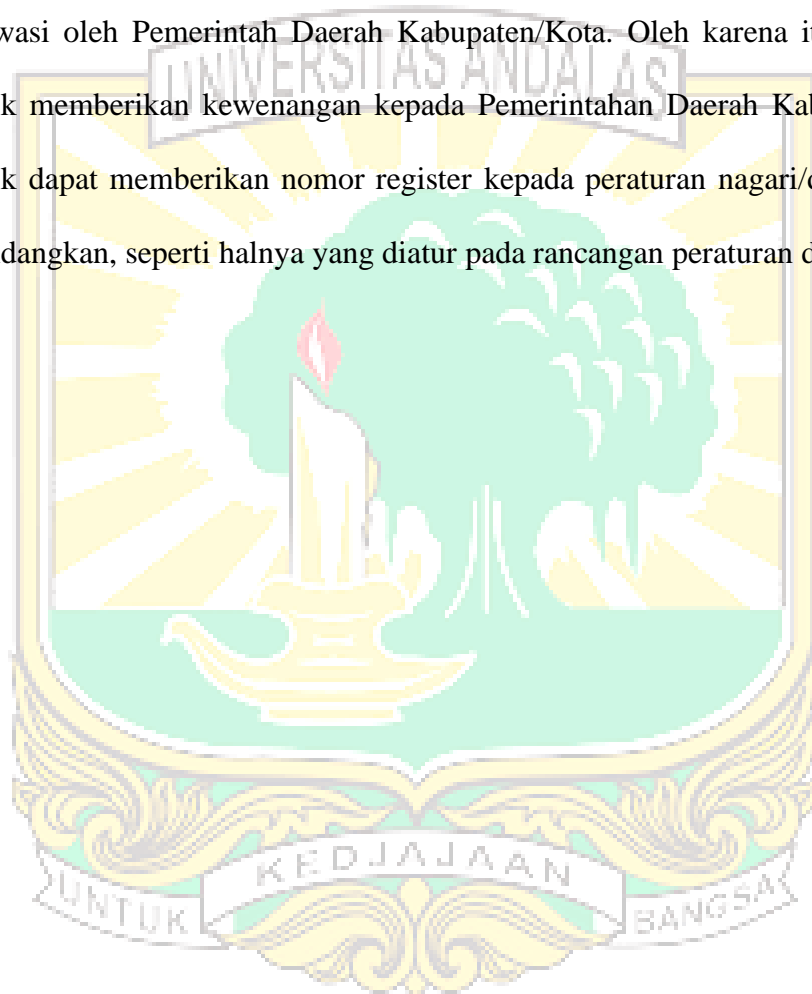 wasi oleh Pemerintah Daerah Kabupaten/Kota. Oleh karena it
UNIVERSITAS ANDALAS
k memberikan kewenangan kepada Pemerintahan Daerah Kab
k dapat memberikan nomor register kepada peraturan nagari/d
dangkan, seperti halnya yang diatur pada rancangan peraturan d
KEDJAJAAN
UNTUK
BANGSA